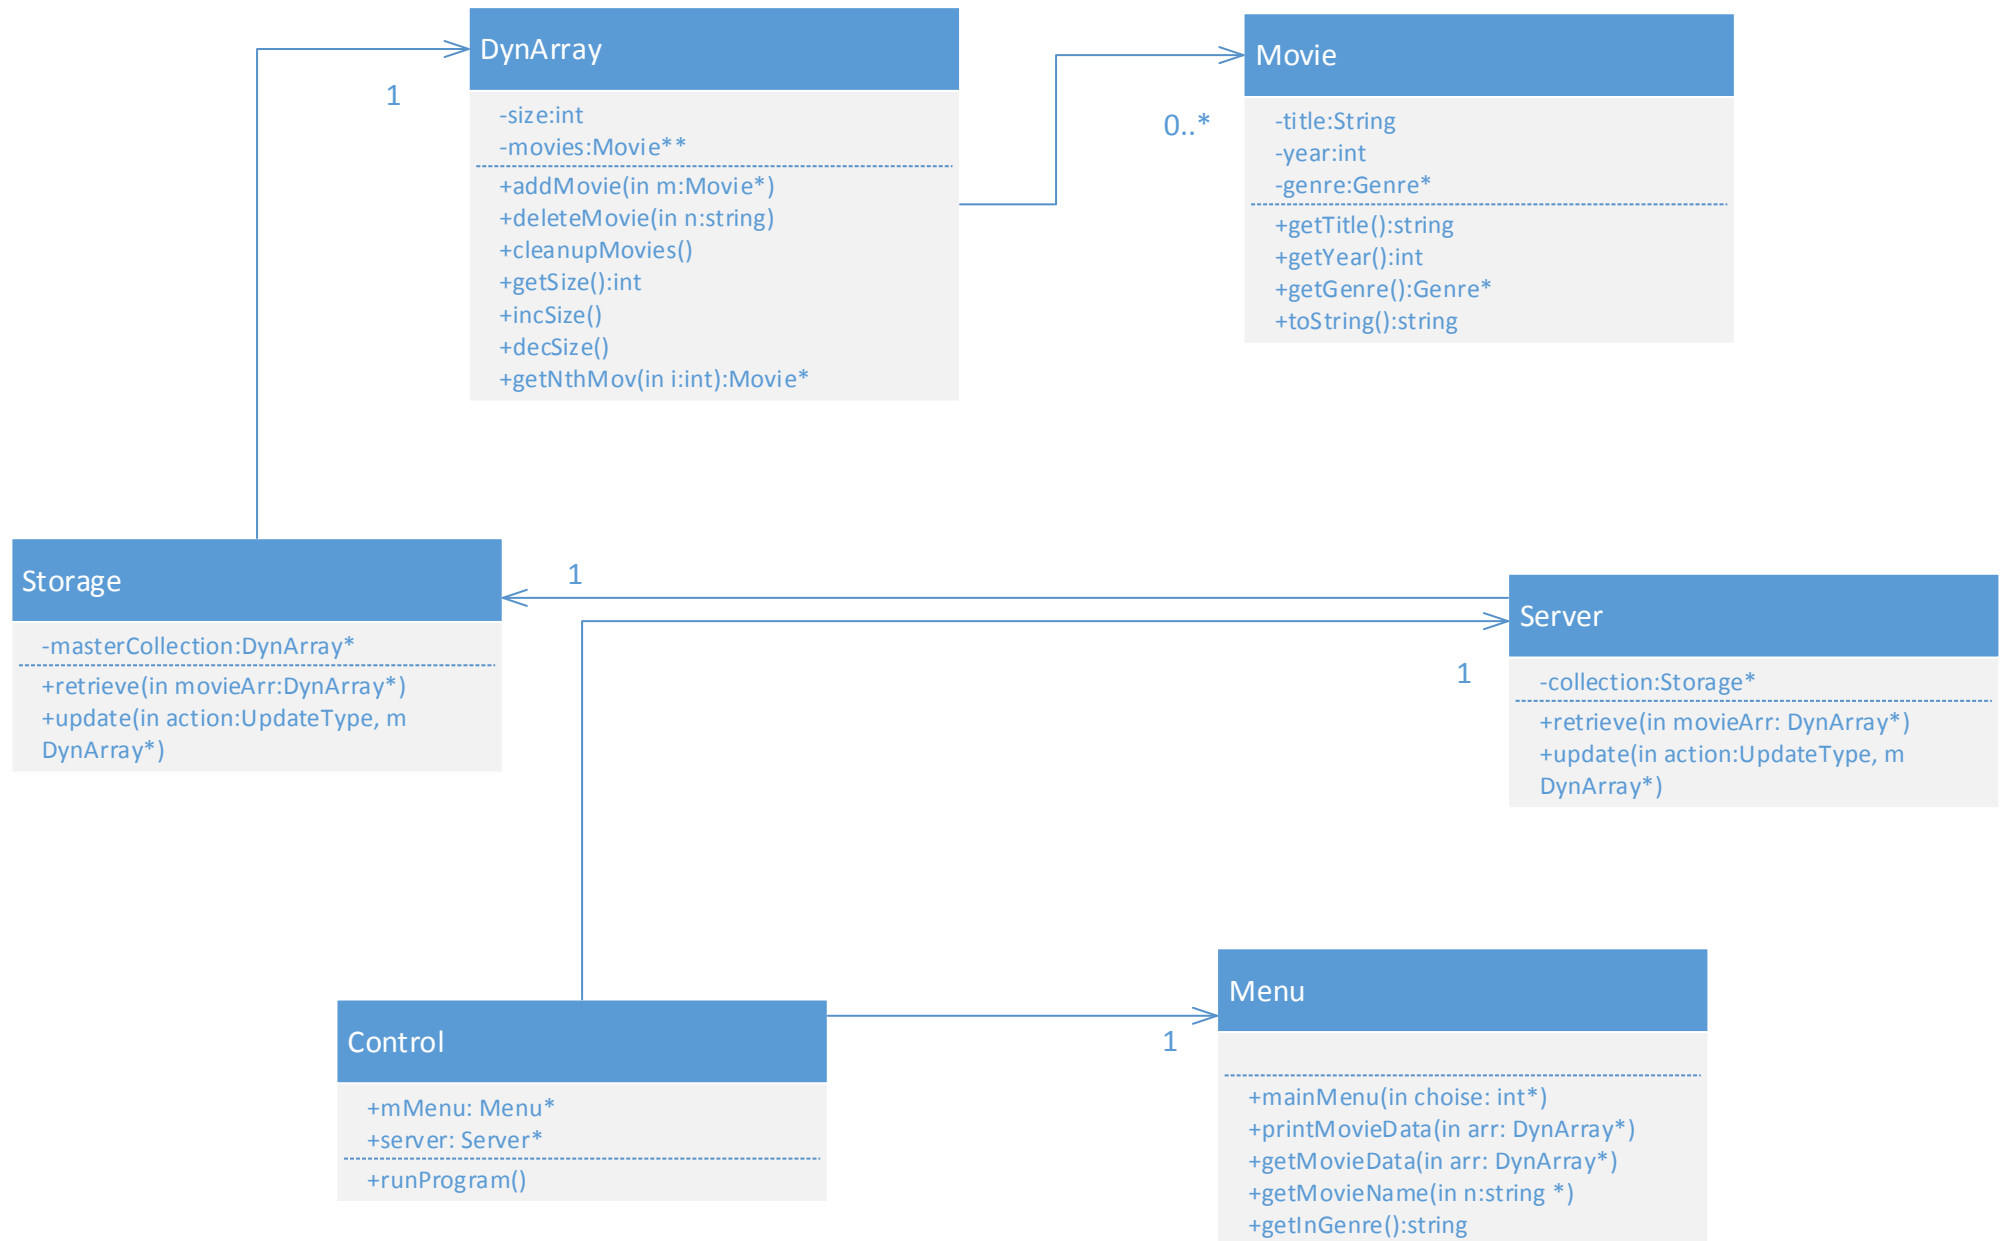 DynArray
-size:int
-movies:Movie**
+addMovie(in m:Movie*)
+deleteMovie(in n:string)
+cleanupMovies()
+getSize():int
+incSize()
+decSize()
+getNthMov(in i:int):Movie*
1
Movie
-title:String
-year:int
-genre:Genre*
+getTitle():string
+getYear():int
+getGenre():Genre*
+toString():string
0..*
Storage
-masterCollection:DynArray*
+retrieve(in movieArr:DynArray*)
+update(in action:UpdateType, m
DynArray*)
1
Server
-collection:Storage*
+retrieve(in movieArr: DynArray*)
+update(in action:UpdateType, m
DynArray*)
1
Control
+mMenu: Menu*
+server: Server*
+runProgram()
1
Menu
+mainMenu(in choise: int*)
+printMovieData(in arr: DynArray*)
+getMovieData(in arr: DynArray*)
+getMovieName(in n:string *)
+getInGenre():string